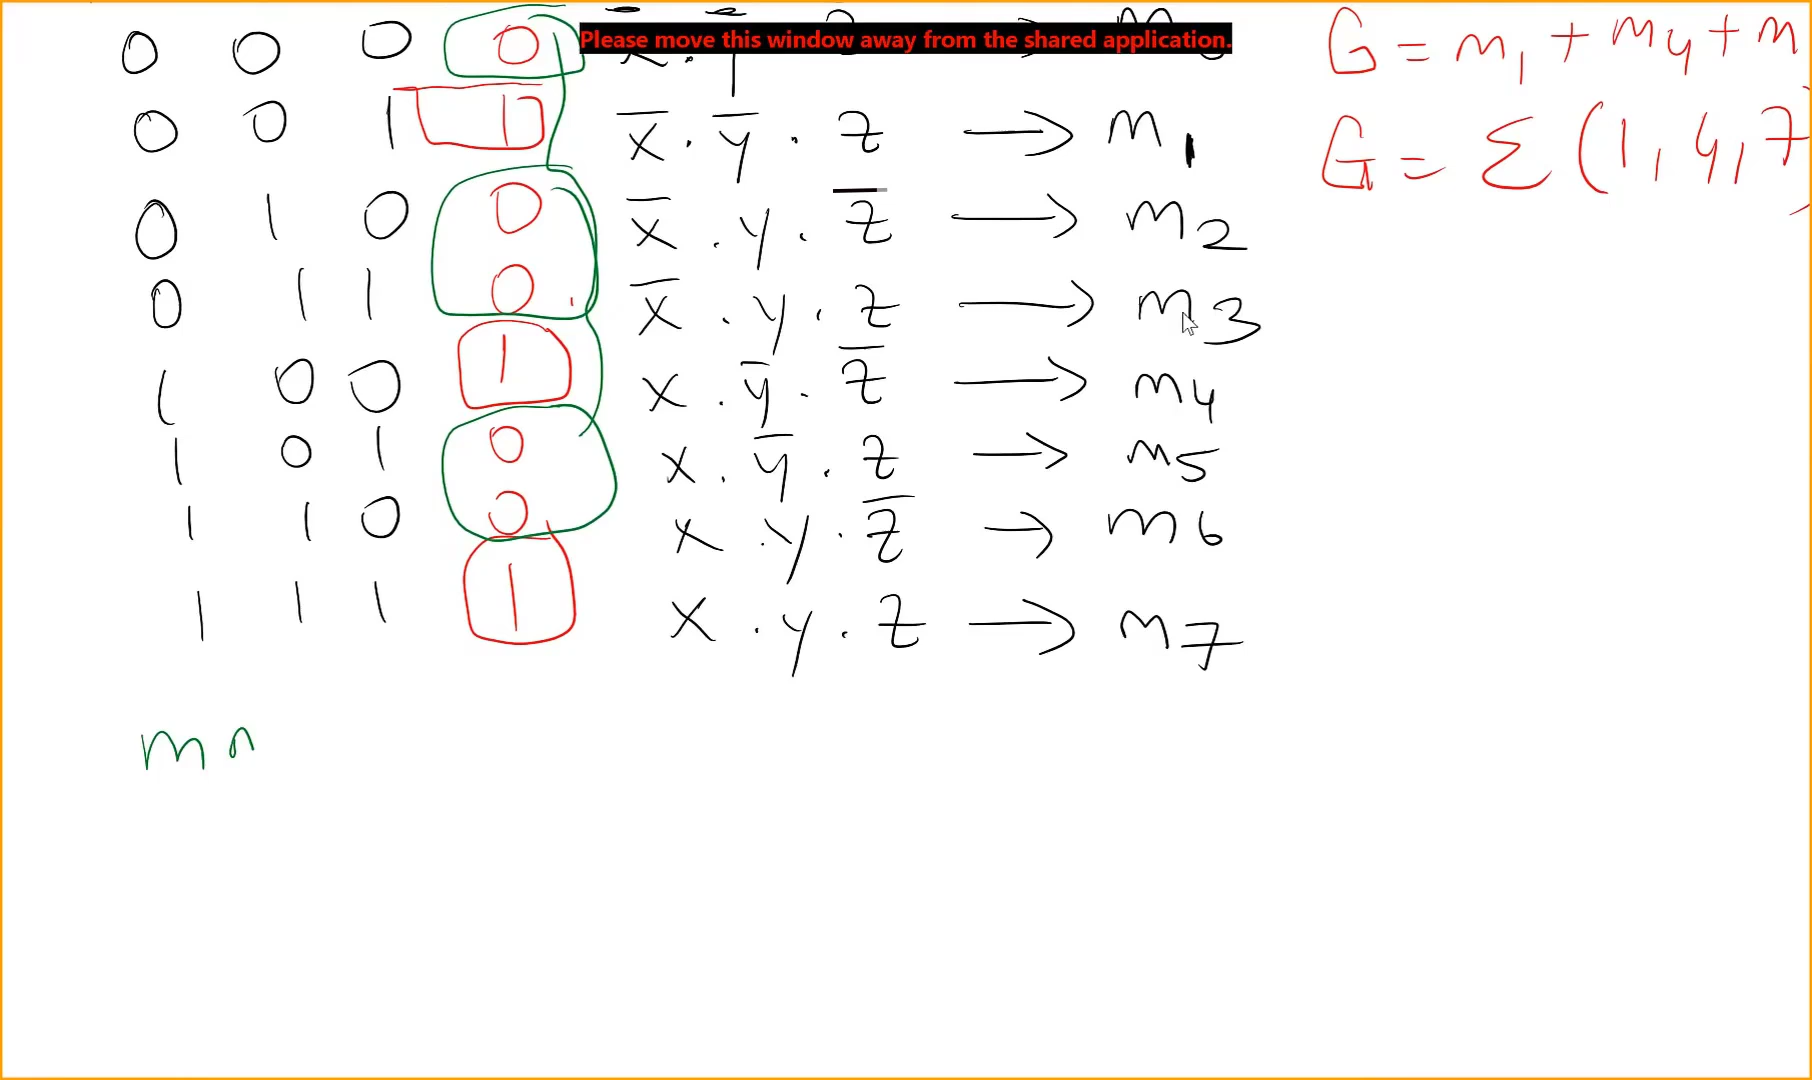 Please move this window away from the shared application.
0 0 0 0
0 0 1 1 x̅ . y̅ . z → m1
0 1 0 0 x̅ . y . z̅ → m2
0 1 1 0 x̅ . y . z → m3
1 0 0 1 x . y̅ . z̅ → m4
1 0 1 0 x . y̅ . z → m5
1 1 0 0 x . y . z̅ → m6
1 1 1 1 x . y . z → m7
G = m1 + m4 + m
G = Σ (1, 4, 7)
m n